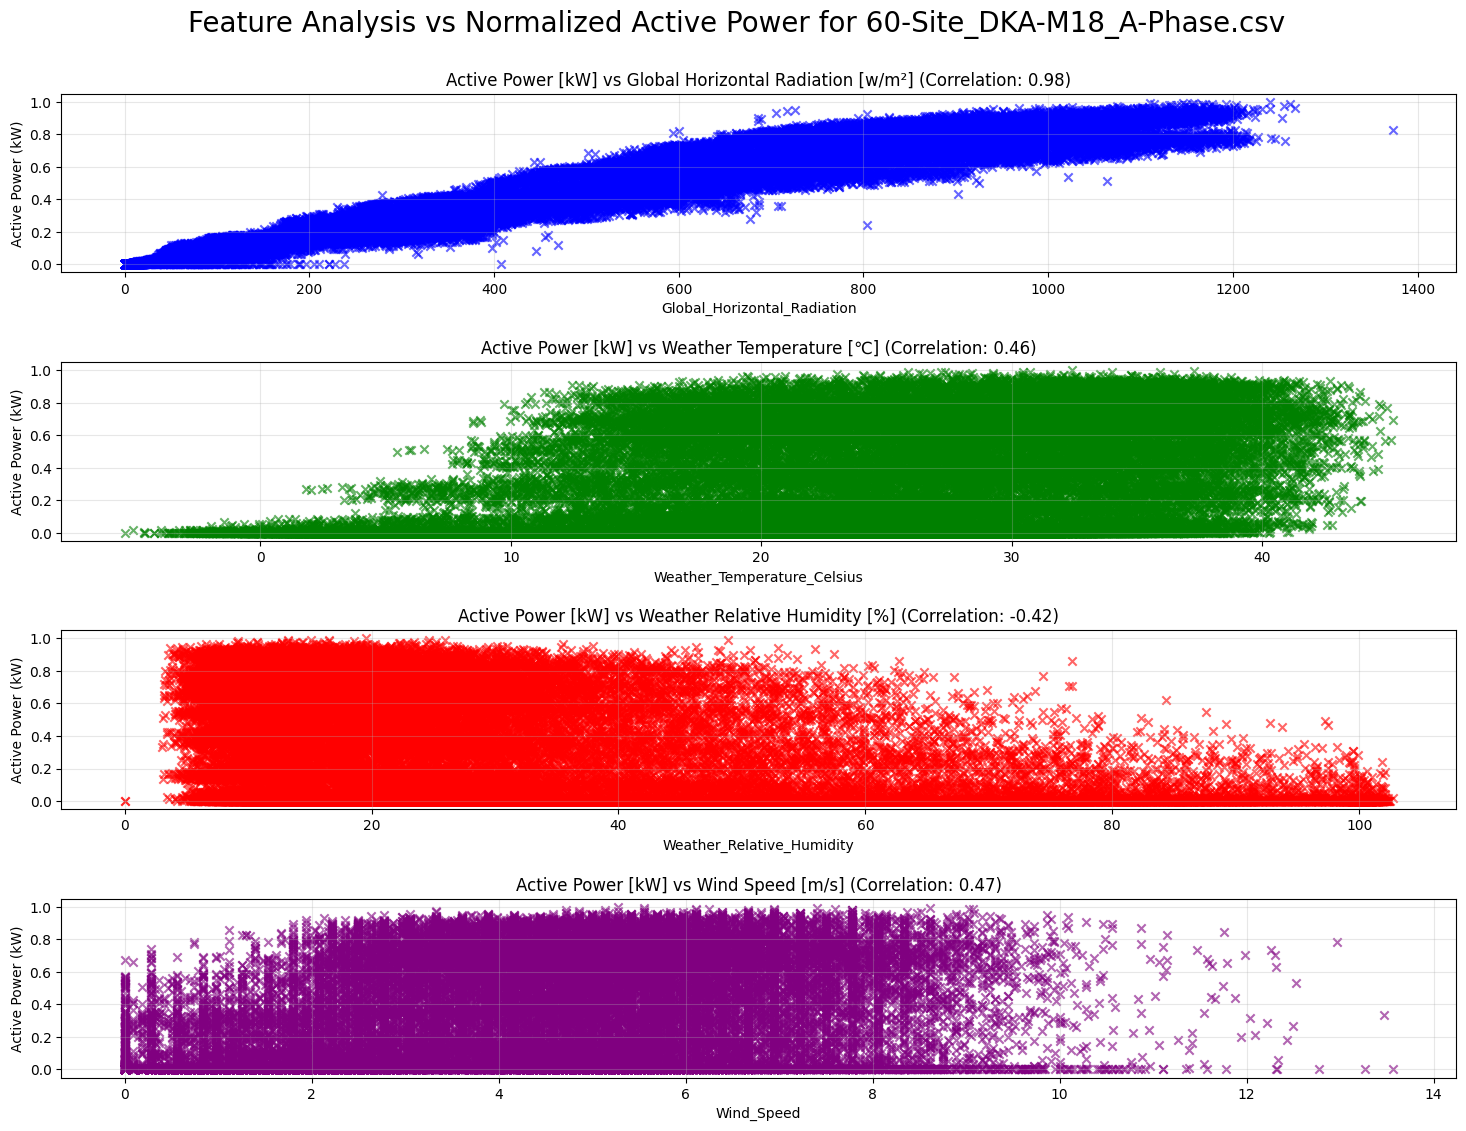 Feature Analysis vs Normalized Active Power for 60-Site_DKA-M18_A-Phase.csv
Active Power [kW] vs Global Horizontal Radiation [w/m²] (Correlation: 0.98)
Active Power (kW)
1.0
0.8
0.6
0.4
0.2
0.0
0 200 400 600 800 1000 1200 1400
Global_Horizontal_Radiation
Active Power [kW] vs Weather Temperature [℃] (Correlation: 0.46)
Active Power (kW)
1.0
0.8
0.6
0.4
0.2
0.0
0 10 20 30 40
Weather_Temperature_Celsius
Active Power [kW] vs Weather Relative Humidity [%] (Correlation: -0.42)
Active Power (kW)
1.0
0.8
0.6
0.4
0.2
0.0
0 20 40 60 80 100
Weather_Relative_Humidity
Active Power [kW] vs Wind Speed [m/s] (Correlation: 0.47)
Active Power (kW)
1.0
0.8
0.6
0.4
0.2
0.0
0 2 4 6 8 10 12 14
Wind_Speed